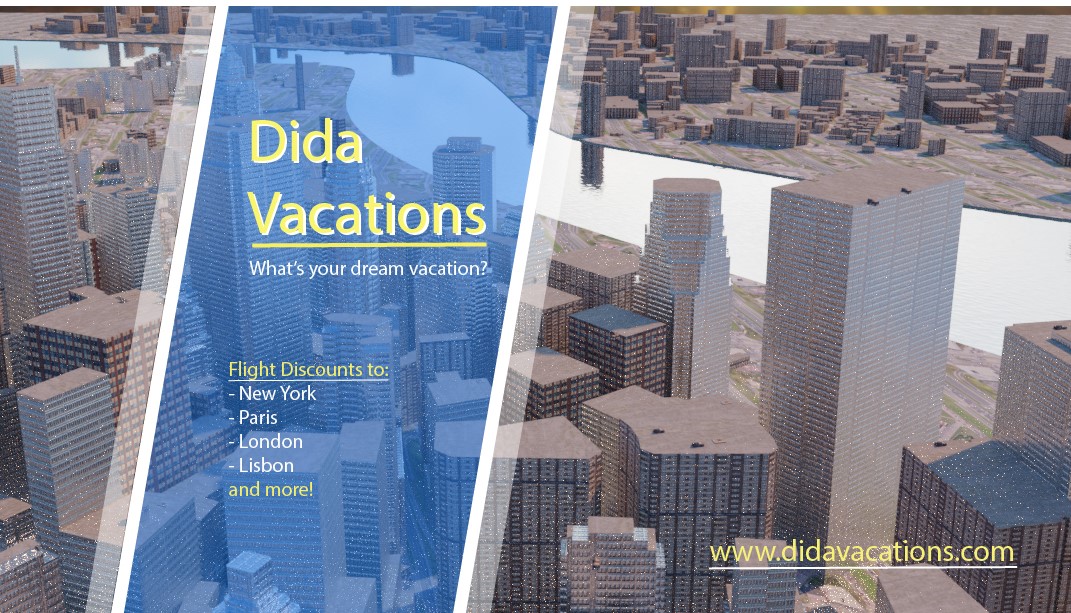 Dida
Vacations
What's your dream vacation?
Flight Discounts to:
- New York
- Paris
- London
- Lisbon
and more!
www.didavacations.com